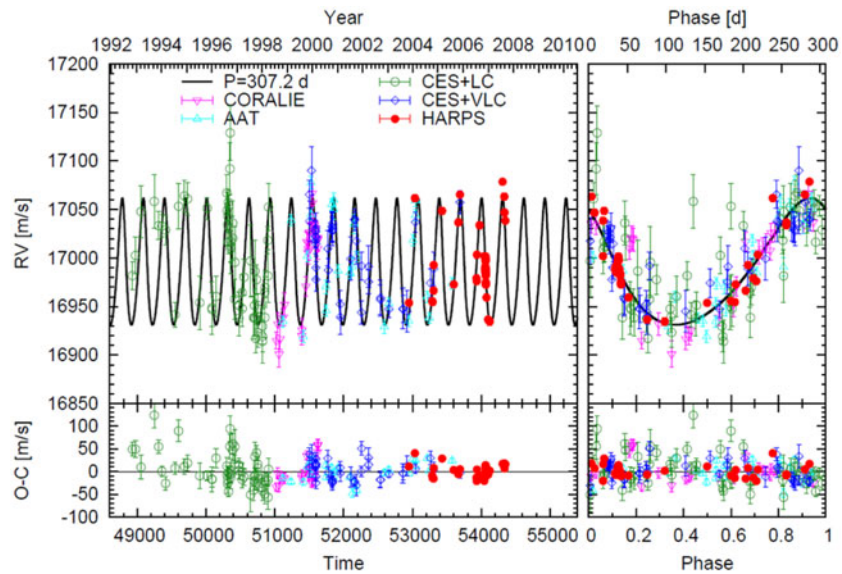 Year
Phase [d]
1992 1994 1996 1998 2000 2002 2004 2006 2008 2010
0 50 100 150 200 250 300
17200
17150
17100
17050
17000
16950
16900
16850
RV [m/s]
P=307.2 d
CORALIE
AAT
CES+LC
CES+VLC
HARPS
O-C [m/s]
100
50
0
-50
-100
49000 50000 51000 52000 53000 54000 55000
0 0.2 0.4 0.6 0.8 1
Time
Phase